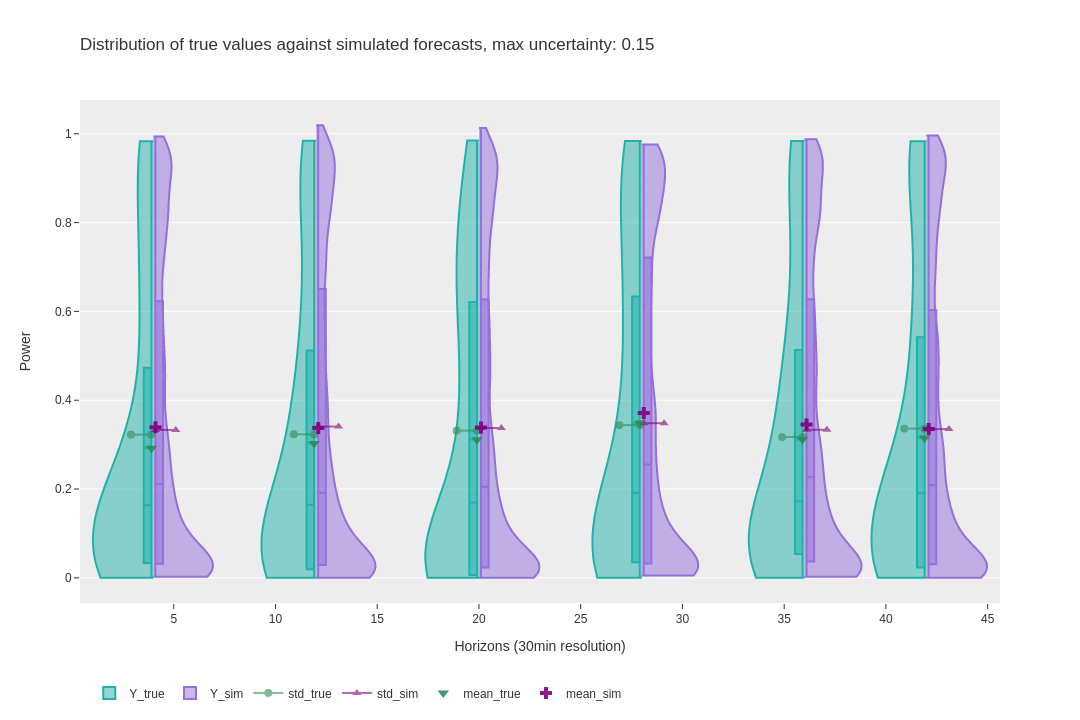 Distribution of true values against simulated forecasts, max uncertainty: 0.15
1
0.8
0.6
0.4
0.2
0
Power
5 10 15 20 25 30 35 40 45
Horizons (30min resolution)
Y_true Y_sim std_true std_sim mean_true mean_sim